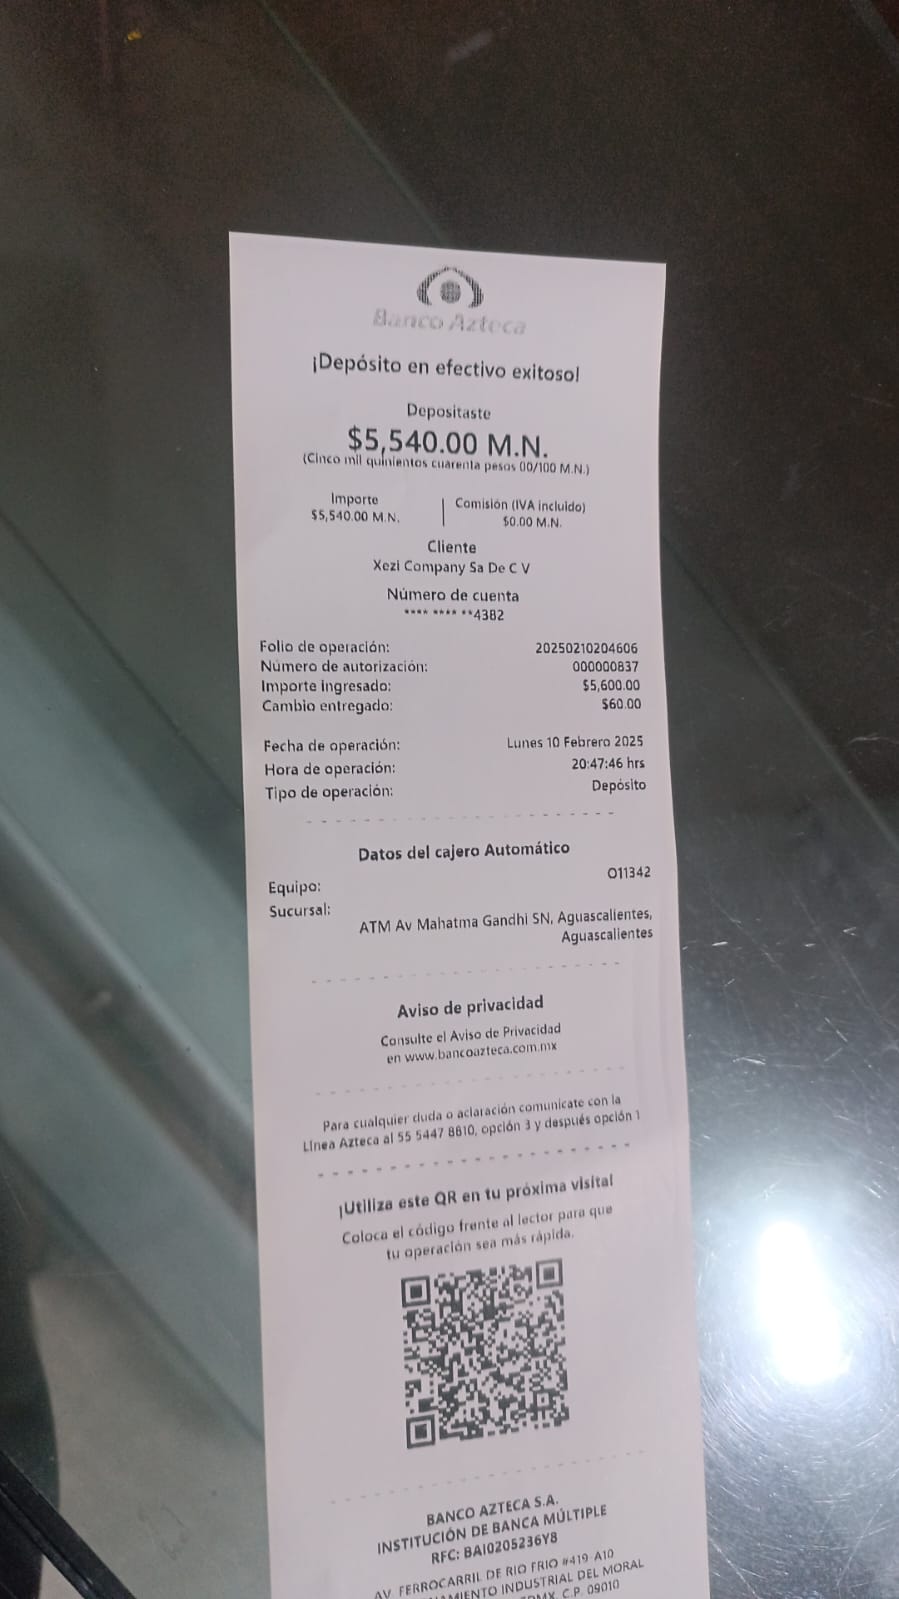 Banco Azteca
¡Depósito en efectivo exitoso!
Depositaste
$5,540.00 M.N.
(Cinco mil quinientos cuarenta pesos 00/100 M.N.)
Importe
$5,540.00 M.N.
Comisión (IVA incluido)
$0.00 M.N.
Cliente
Xezi Company Sa De C V
Número de cuenta
**** **** **4382
Folio de operación: 20250210204606
Número de autorización: 000000837
Importe ingresado: $5,600.00
Cambio entregado: $60.00
Fecha de operación: Lunes 10 Febrero 2025
Hora de operación: 20:47:46 hrs
Tipo de operación: Depósito
Datos del cajero Automático
Equipo: O11342
Sucursal:
ATM Av Mahatma Gandhi SN, Aguascalientes,
Aguascalientes
Aviso de privacidad
Consulte el Aviso de Privacidad
en www.bancoazteca.com.mx
Para cualquier duda o aclaración comunícate con la
Línea Azteca al 55 5447 8810, opción 3 y después opción 1
¡Utiliza este QR en tu próxima visita!
Coloca el código frente al lector para que
tu operación sea más rápida.
BANCO AZTECA S.A.
INSTITUCIÓN DE BANCA MÚLTIPLE
RFC: BAI0205236Y8
AV. FERROCARRIL DE RIO FRIO #419 A10
INDUSTRIAL DEL MORAL
C.P. 09010